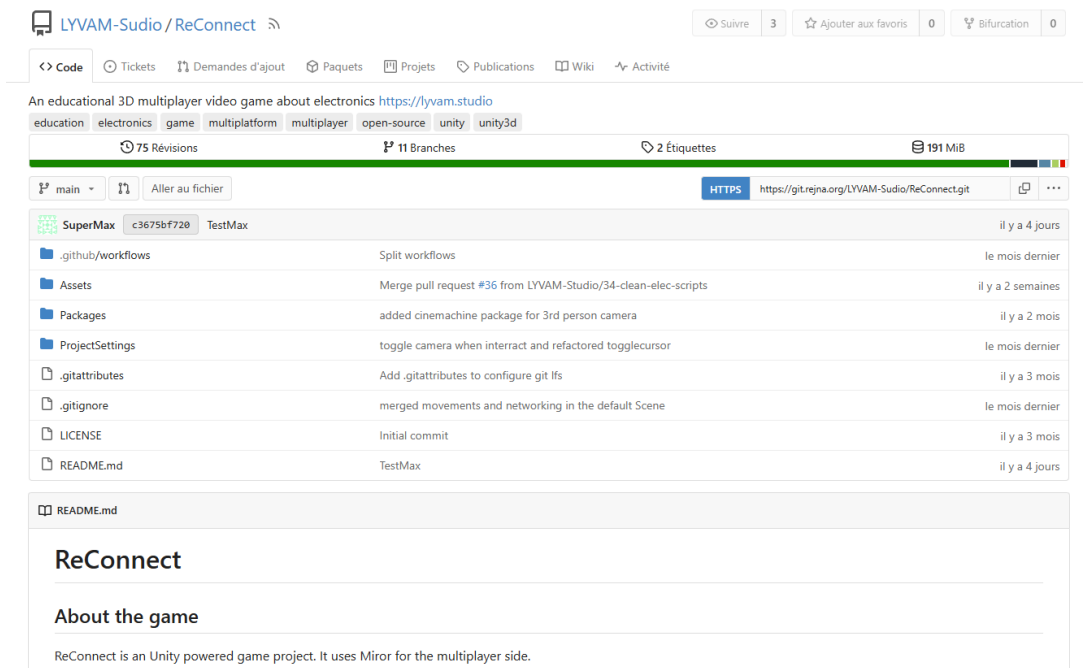 LYVAM-Sudio / ReConnect
Suivre 3 Ajouter aux favoris 0 Bifurcation 0
Code Tickets Demandes d'ajout Paquets Projets Publications Wiki Activité
An educational 3D multiplayer video game about electronics https://lyvam.studio
education electronics game multiplatform multiplayer open-source unity unity3d
75 Révisions 11 Branches 2 Étiquettes 191 MiB
main Aller au fichier HTTPS https://git.rejna.org/LYVAM-Sudio/ReConnect.git
SuperMax c3675bf720 TestMax il y a 4 jours
.github/workflows Split workflows le mois dernier
Assets Merge pull request #36 from LYVAM-Studio/34-clean-elec-scripts il y a 2 semaines
Packages added cinemachine package for 3rd person camera il y a 2 mois
ProjectSettings toggle camera when interract and refactored togglecursor le mois dernier
.gitattributes Add .gitattributes to configure git lfs il y a 3 mois
.gitignore merged movements and networking in the default Scene le mois dernier
LICENSE Initial commit il y a 3 mois
README.md TestMax il y a 4 jours
README.md
ReConnect
About the game
ReConnect is an Unity powered game project. It uses Miror for the multiplayer side.